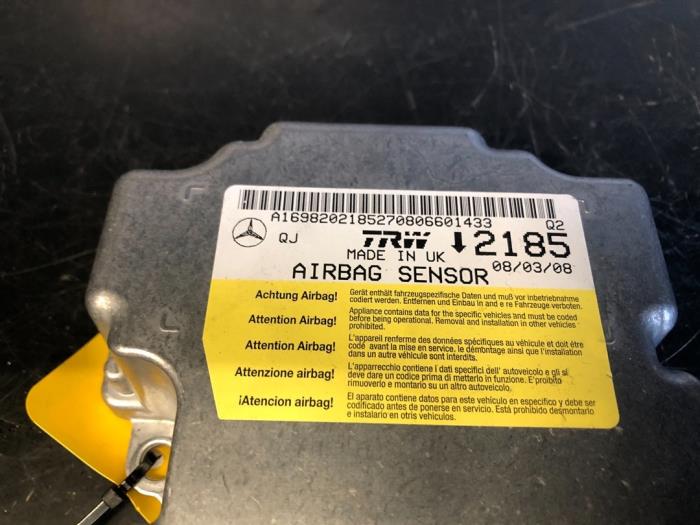 A1698202185270806601433
Q2
QJ TRW ⬇2185
MADE IN UK 08/03/08
AIRBAG SENSOR
Achtung Airbag! Gerät enthält fahrzeugspezifische Daten und muß vor inbetriebnahme
codiert werden. Entfernen und Einbau in and e re Fahrzeuge verboten.
Attention Airbag! Appliance contains data for the specific vehicles and must be coded
before being operational. Removal and installation in other vehicles
prohibited.
Attention Airbag! L'appareil renferme des données spécifiques au véhicule et doit étre
codé avant la mise en service. le démbntage ainsi que l'installation
dans un autre véhicule sont interdits.
Attenzione airbag! L'apparecchio contiene I dati specifici dell' autoveicolo e gli si
deve dare un codice prima di metterlo in funzione. E'proibito
rimuoverlo e montario su un altro autoveicolo.
¡Atencion airbag! El aparato contiene datos para este vehículo en específico y debe ser
codificado antes de ponerse en servicio. Está prohibido desmontarlo
e instalarlo en otrts vehículos.